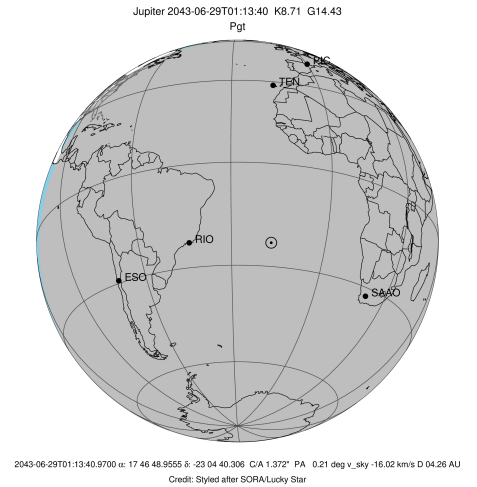 Jupiter 2043-06-29T01:13:40 K8.71 G14.43
Pgt
PIC
TEN
RIO
ESO
SAAO
2043-06-29T01:13:40.9700 α: 17 46 48.9555 δ: -23 04 40.306 C/A 1.372" PA 0.21 deg v_sky -16.02 km/s D 04.26 AU
Credit: Styled after SORA/Lucky Star